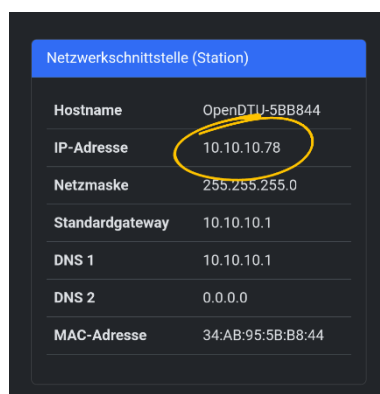 Netzwerkschnittstelle (Station)
Hostname OpenDTU-5BB844
IP-Adresse 10.10.10.78
Netzmaske 255.255.255.0
Standardgateway 10.10.10.1
DNS 1 10.10.10.1
DNS 2 0.0.0.0
MAC-Adresse 34:AB:95:5B:B8:44